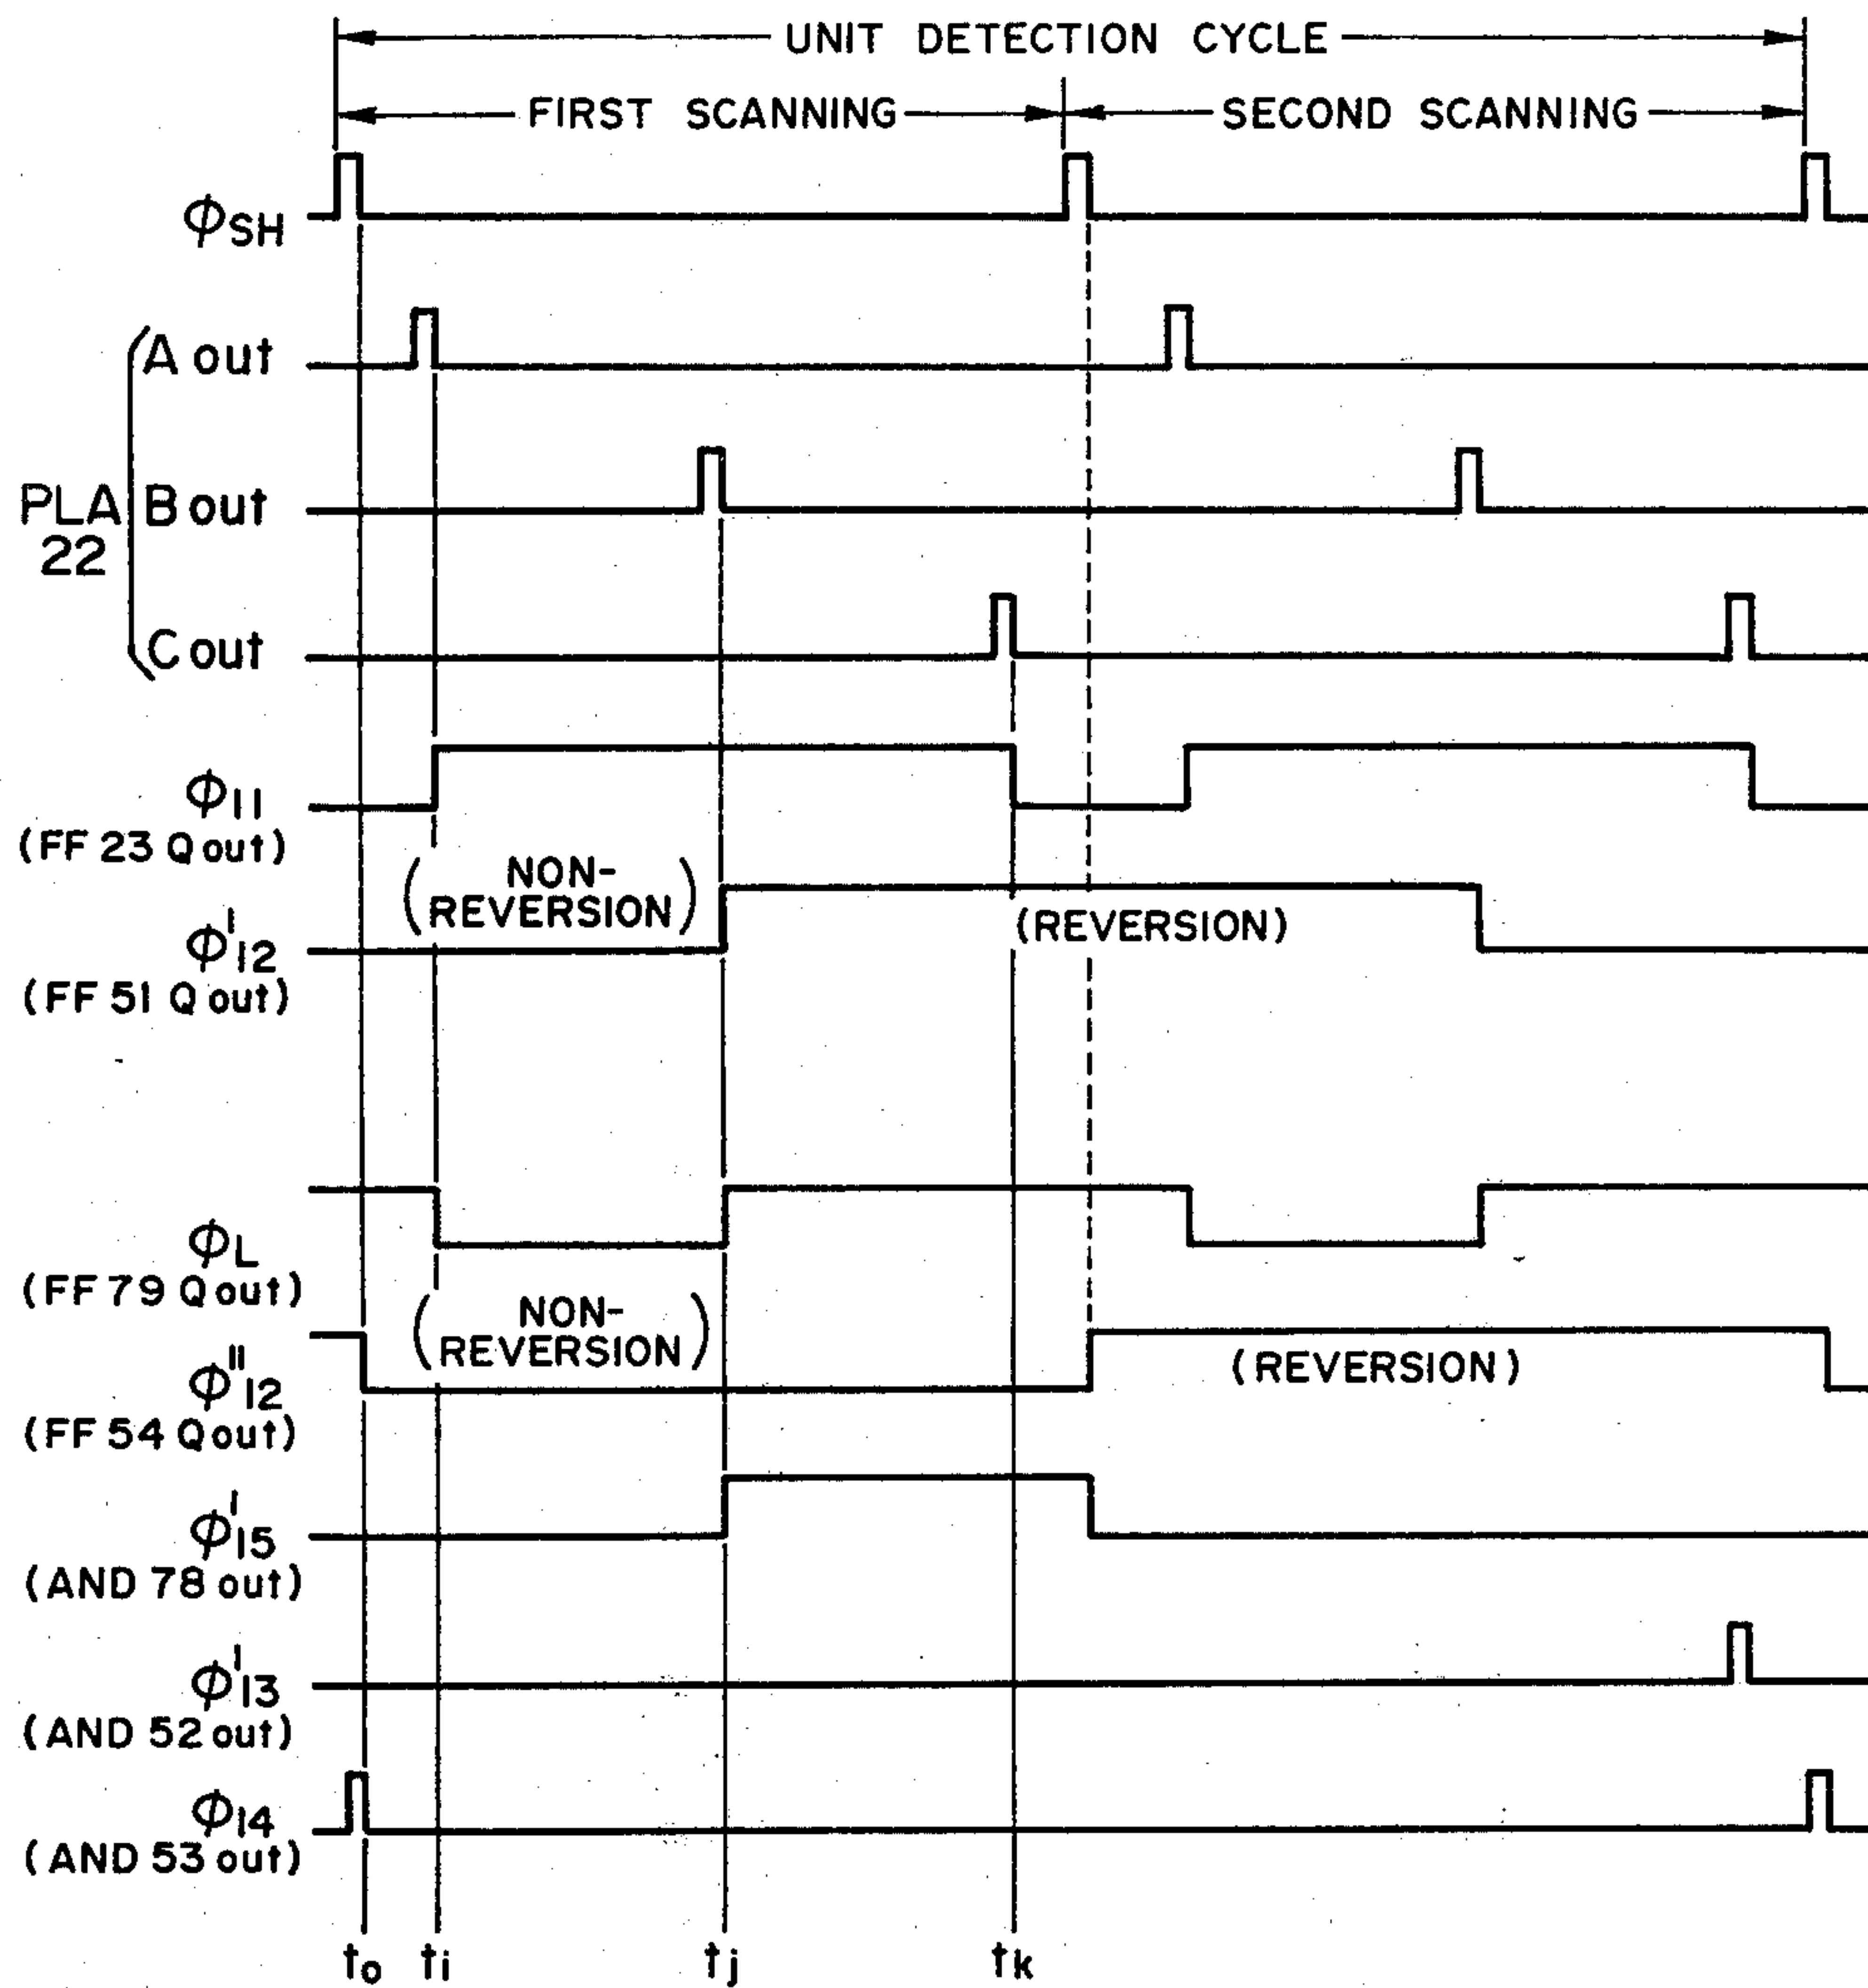 UNIT DETECTION CYCLE
FIRST SCANNING
SECOND SCANNING
ϕSH
A out
PLA 22
B out
C out
ϕ11
(FF 23 Q out)
(NON-
REVERSION)
ϕ'12
(REVERSION)
(FF 51 Q out)
ϕL
(FF 79 Q out)
(NON-
REVERSION)
ϕ"12
(REVERSION)
(FF 54 Q out)
ϕ'15
(AND 78 out)
ϕ'13
(AND 52 out)
ϕ14
(AND 53 out)
to ti tj tk